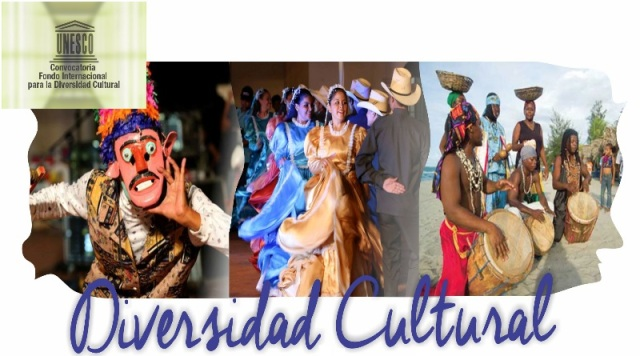 UNESCO
Convocatoria
Fondo Internacional
para la Diversidad Cultural
Diversidad Cultural